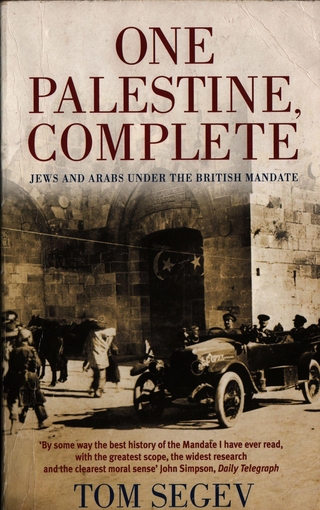 ONE
PALESTINE,
COMPLETE
JEWS AND ARABS UNDER THE BRITISH MANDATE
'By some way the best history of the Mandate I have ever read,
with the greatest scope, the widest research
and the clearest moral sense' John Simpson, Daily Telegraph
TOM SEGEV